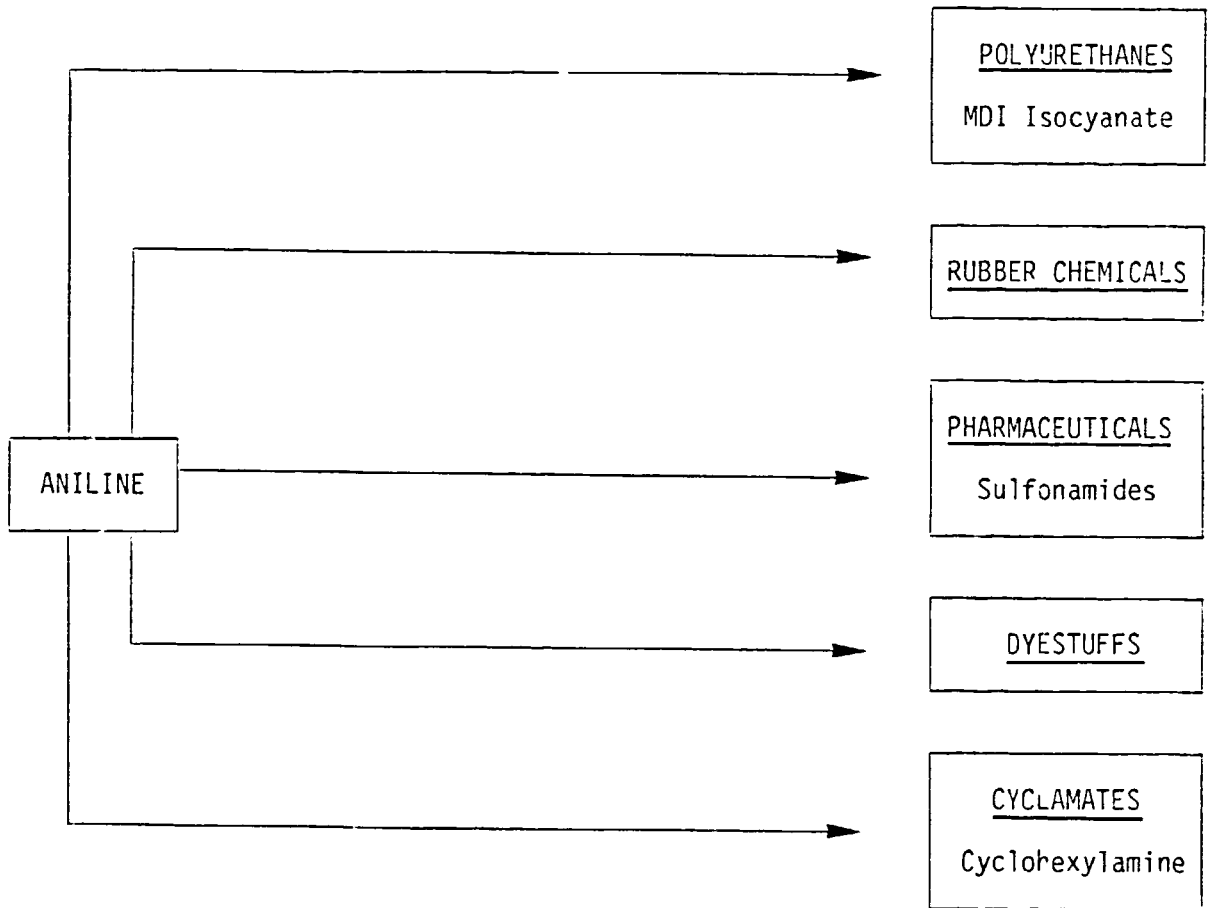 POLYURETHANES
MDI Isocyanate
RUBBER CHEMICALS
PHARMACEUTICALS
ANILINE
Sulfonamides
DYESTUFFS
CYCLAMATES
Cyclohexylamine